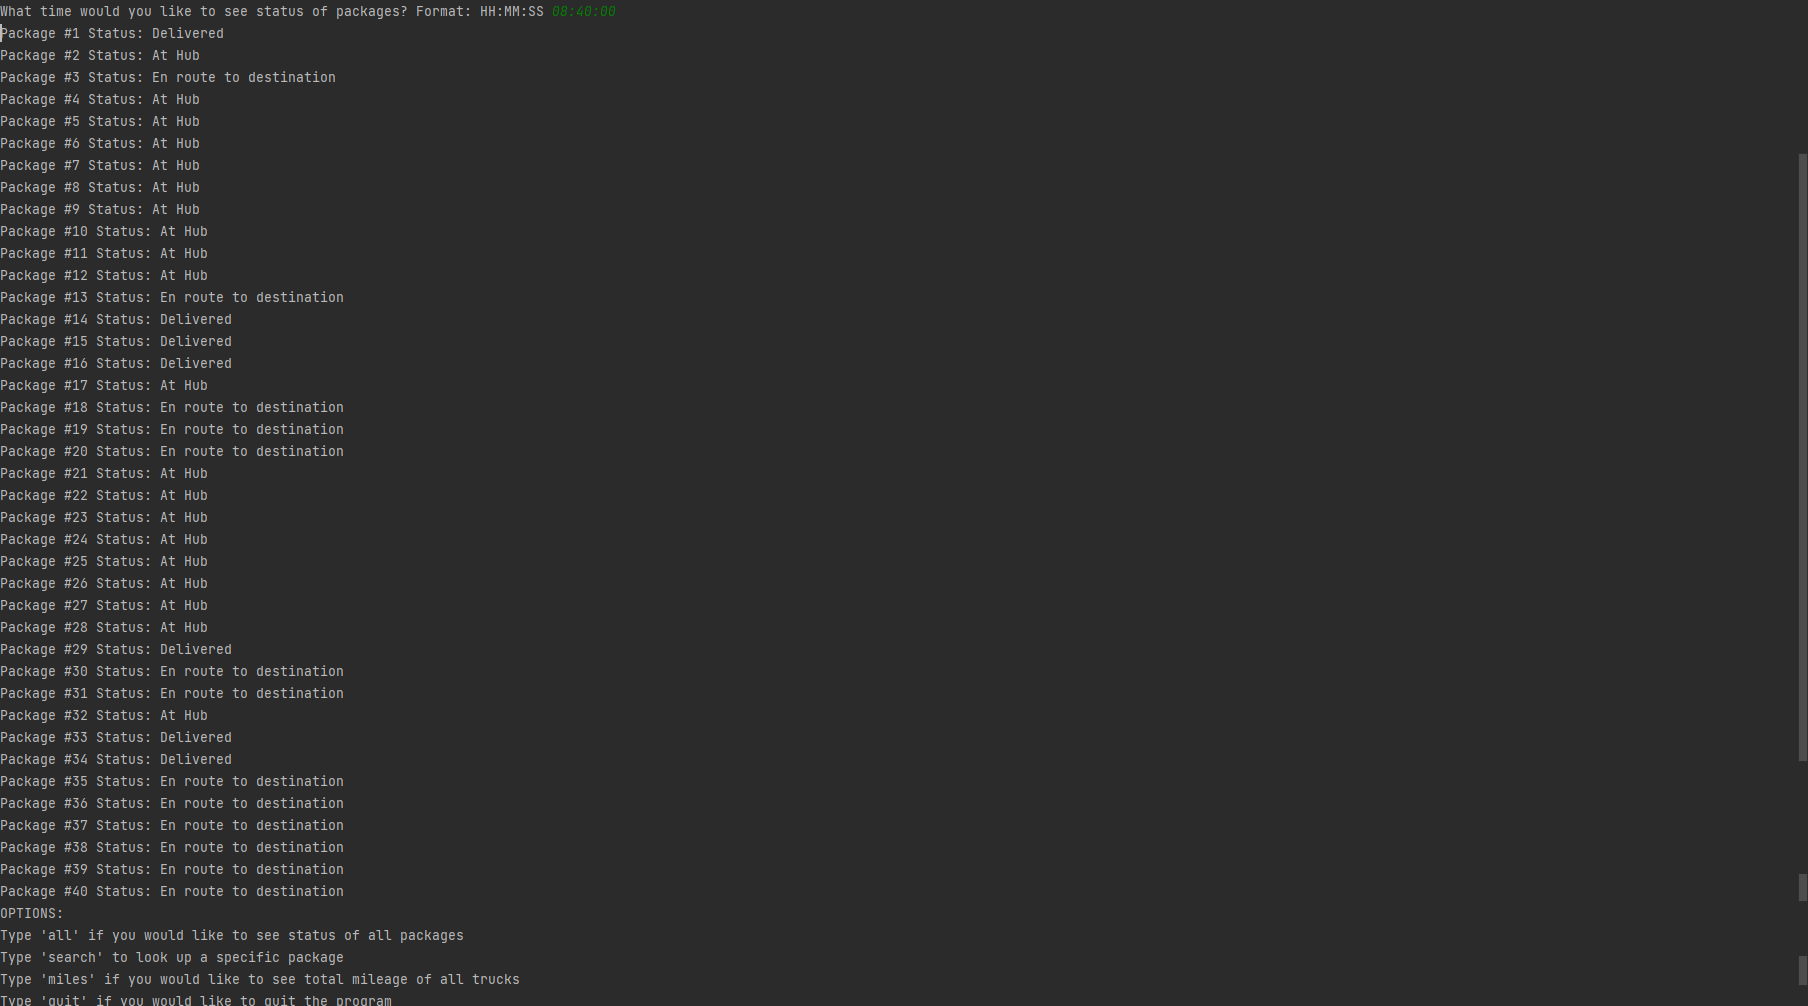 What time would you like to see status of packages? Format: HH:MM:SS 08:40:00
Package #1 Status: Delivered
Package #2 Status: At Hub
Package #3 Status: En route to destination
Package #4 Status: At Hub
Package #5 Status: At Hub
Package #6 Status: At Hub
Package #7 Status: At Hub
Package #8 Status: At Hub
Package #9 Status: At Hub
Package #10 Status: At Hub
Package #11 Status: At Hub
Package #12 Status: At Hub
Package #13 Status: En route to destination
Package #14 Status: Delivered
Package #15 Status: Delivered
Package #16 Status: Delivered
Package #17 Status: At Hub
Package #18 Status: En route to destination
Package #19 Status: En route to destination
Package #20 Status: En route to destination
Package #21 Status: At Hub
Package #22 Status: At Hub
Package #23 Status: At Hub
Package #24 Status: At Hub
Package #25 Status: At Hub
Package #26 Status: At Hub
Package #27 Status: At Hub
Package #28 Status: At Hub
Package #29 Status: Delivered
Package #30 Status: En route to destination
Package #31 Status: En route to destination
Package #32 Status: At Hub
Package #33 Status: Delivered
Package #34 Status: Delivered
Package #35 Status: En route to destination
Package #36 Status: En route to destination
Package #37 Status: En route to destination
Package #38 Status: En route to destination
Package #39 Status: En route to destination
Package #40 Status: En route to destination
OPTIONS:
Type 'all' if you would like to see status of all packages
Type 'search' to look up a specific package
Type 'miles' if you would like to see total mileage of all trucks
Type 'quit' if you would like to quit the program